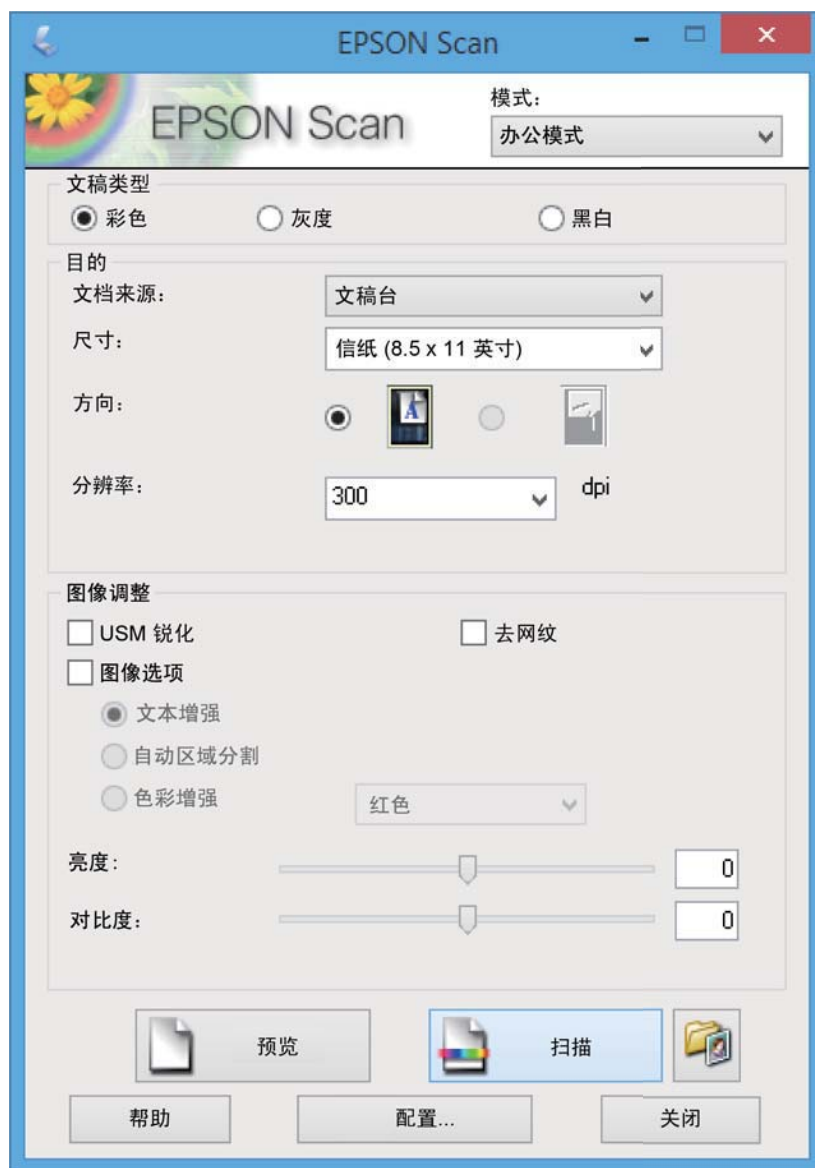 EPSON Scan
EPSON Scan
模式:
办公模式
文稿类型
彩色 灰度 黑白
目的
文档来源: 文稿台
尺寸: 信纸 (8.5 x 11 英寸)
方向: A
分辨率: 300 dpi
图像调整
USM 锐化 去网纹
图像选项
文本增强
自动区域分割
色彩增强 红色
亮度: 0
对比度: 0
预览 扫描
帮助 配置... 关闭